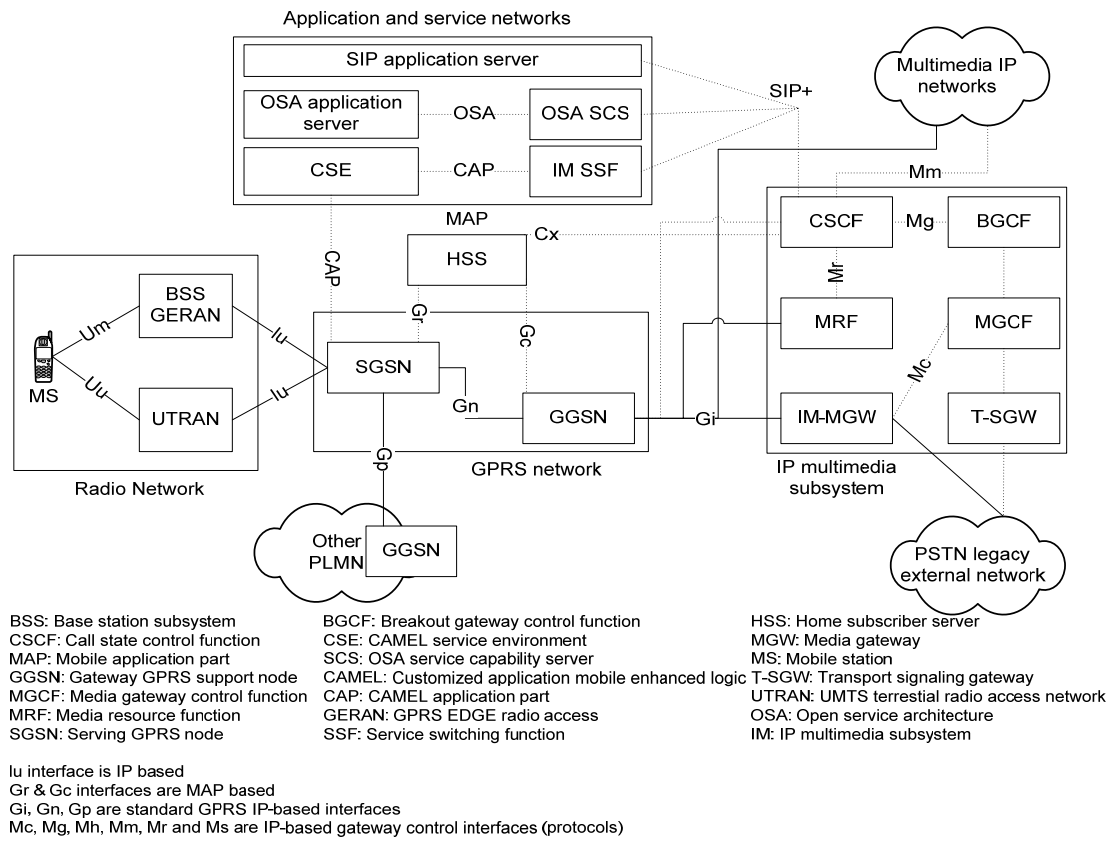 Application and service networks
SIP application server
OSA application
server
OSA
OSA SCS
CSE
CAP
IM SSF
SIP+
Multimedia IP
networks
Mm
MAP
HSS
Cx
CAP
Gr
Gc
CSCF
Mg
BGCF
Mr
MRF
MGCF
Mc
IM-MGW
T-SGW
IP multimedia
subsystem
BSS
GERAN
Um
Iu
MS
Uu
Iu
UTRAN
Radio Network
SGSN
Gn
GGSN
Gi
Gp
GPRS network
Other
PLMN
GGSN
PSTN legacy
external network
BSS: Base station subsystem
CSCF: Call state control function
MAP: Mobile application part
GGSN: Gateway GPRS support node
MGCF: Media gateway control function
MRF: Media resource function
SGSN: Serving GPRS node
BGCF: Breakout gateway control function
CSE: CAMEL service environment
SCS: OSA service capability server
CAMEL: Customized application mobile enhanced logic
CAP: CAMEL application part
GERAN: GPRS EDGE radio access
SSF: Service switching function
HSS: Home subscriber server
MGW: Media gateway
MS: Mobile station
T-SGW: Transport signaling gateway
UTRAN: UMTS terrestial radio access network
OSA: Open service architecture
IM: IP multimedia subsystem
Iu interface is IP based
Gr & Gc interfaces are MAP based
Gi, Gn, Gp are standard GPRS IP-based interfaces
Mc, Mg, Mh, Mm, Mr and Ms are IP-based gateway control interfaces (protocols)